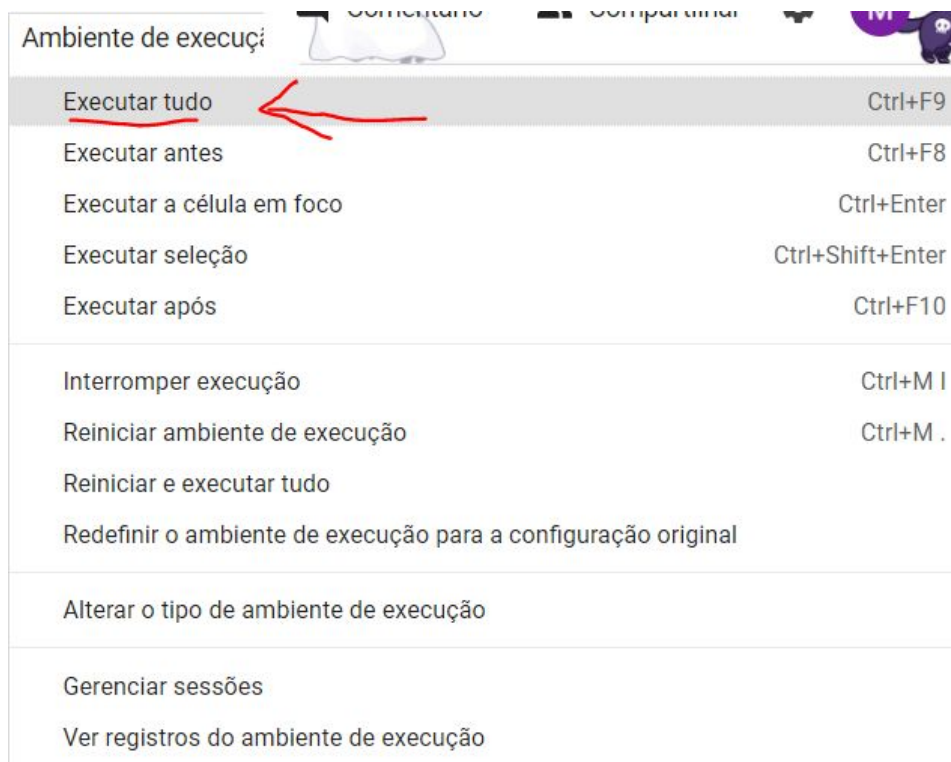 Comentário Compartilhar M
Ambiente de execuçã
Executar tudo Ctrl+F9
Executar antes Ctrl+F8
Executar a célula em foco Ctrl+Enter
Executar seleção Ctrl+Shift+Enter
Executar após Ctrl+F10
Interromper execução Ctrl+M I
Reiniciar ambiente de execução Ctrl+M .
Reiniciar e executar tudo
Redefinir o ambiente de execução para a configuração original
Alterar o tipo de ambiente de execução
Gerenciar sessões
Ver registros do ambiente de execução